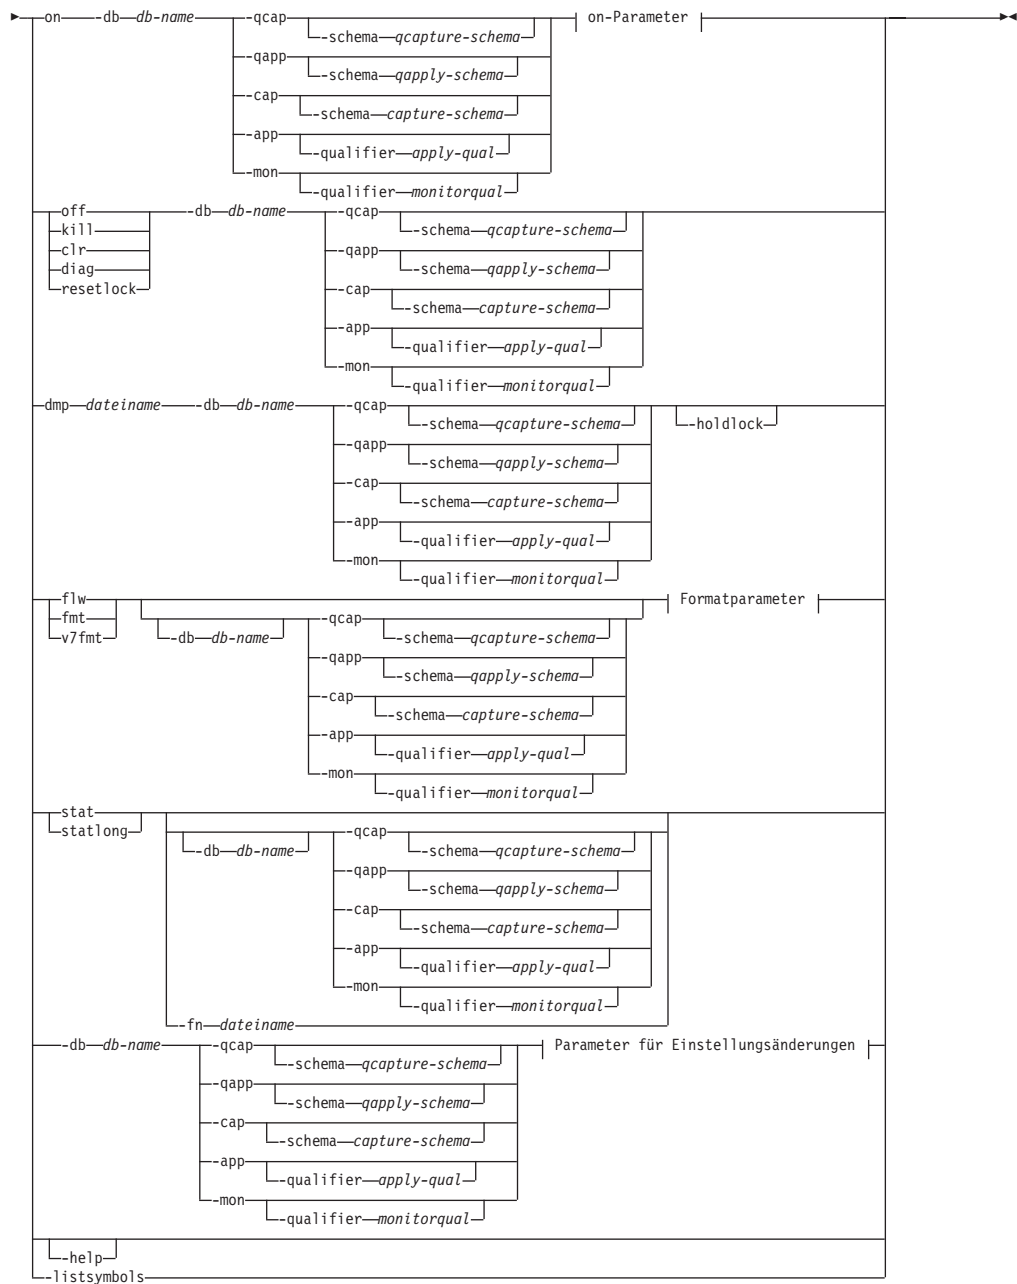 on -db db-name -qcap on-Parameter
-schema qcapture-schema
-qapp
-schema qapply-schema
-cap
-schema capture-schema
-app
-qualifier apply-qual
-mon
-qualifier monitorqual
off -db db-name -qcap
kill -schema qcapture-schema
clr -qapp
diag -schema qapply-schema
resetlock -cap
-schema capture-schema
-app
-qualifier apply-qual
-mon
-qualifier monitorqual
dmp dateiname -db db-name -qcap
-schema qcapture-schema -holdlock
-qapp
-schema qapply-schema
-cap
-schema capture-schema
-app
-qualifier apply-qual
-mon
-qualifier monitorqual
flw Formatparameter
fmt -qcap
v7fmt -db db-name -schema qcapture-schema
-qapp
-schema qapply-schema
-cap
-schema capture-schema
-app
-qualifier apply-qual
-mon
-qualifier monitorqual
stat
statlong -qcap
-db db-name -schema qcapture-schema
-qapp
-schema qapply-schema
-cap
-schema capture-schema
-app
-qualifier apply-qual
-mon
-qualifier monitorqual
-fn dateiname
-db db-name -qcap Parameter für Einstellungsänderungen
-schema qcapture-schema
-qapp
-schema qapply-schema
-cap
-schema capture-schema
-app
-qualifier apply-qual
-mon
-qualifier monitorqual
-help
-listsymbols